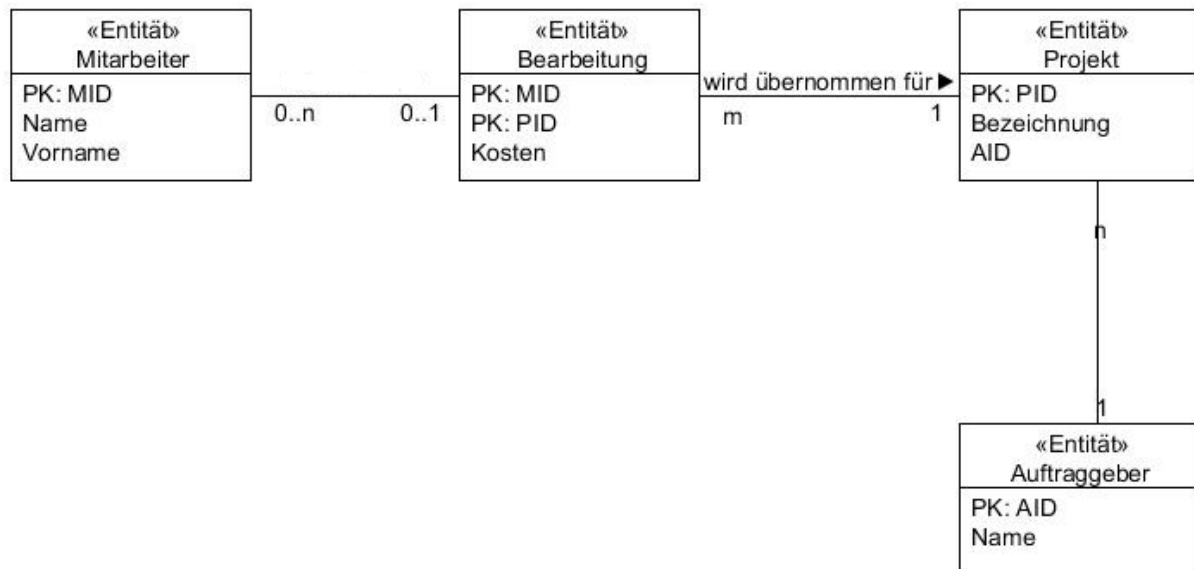 «Entität»
Mitarbeiter
PK: MID
Name
Vorname
0..n
0..1
«Entität»
Bearbeitung
PK: MID
PK: PID
Kosten
wird übernommen für ▶
m
1
«Entität»
Projekt
PK: PID
Bezeichnung
AID
n
1
«Entität»
Auftraggeber
PK: AID
Name